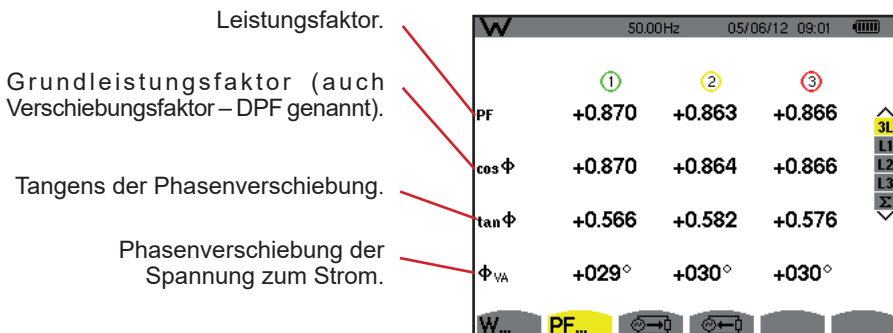 Leistungsfaktor.
Grundleistungsfaktor (auch
Verschiebungsfaktor – DPF genannt).
Tangens der Phasenverschiebung.
Phasenverschiebung der
Spannung zum Strom.
W 50.00Hz 05/06/12 09:01
1 2 3
PF +0.870 +0.863 +0.866
cos Φ +0.870 +0.864 +0.866
tan Φ +0.566 +0.582 +0.576
Φ VA +029° +030° +030°
3L
L1
L2
L3
Σ
W... PF...